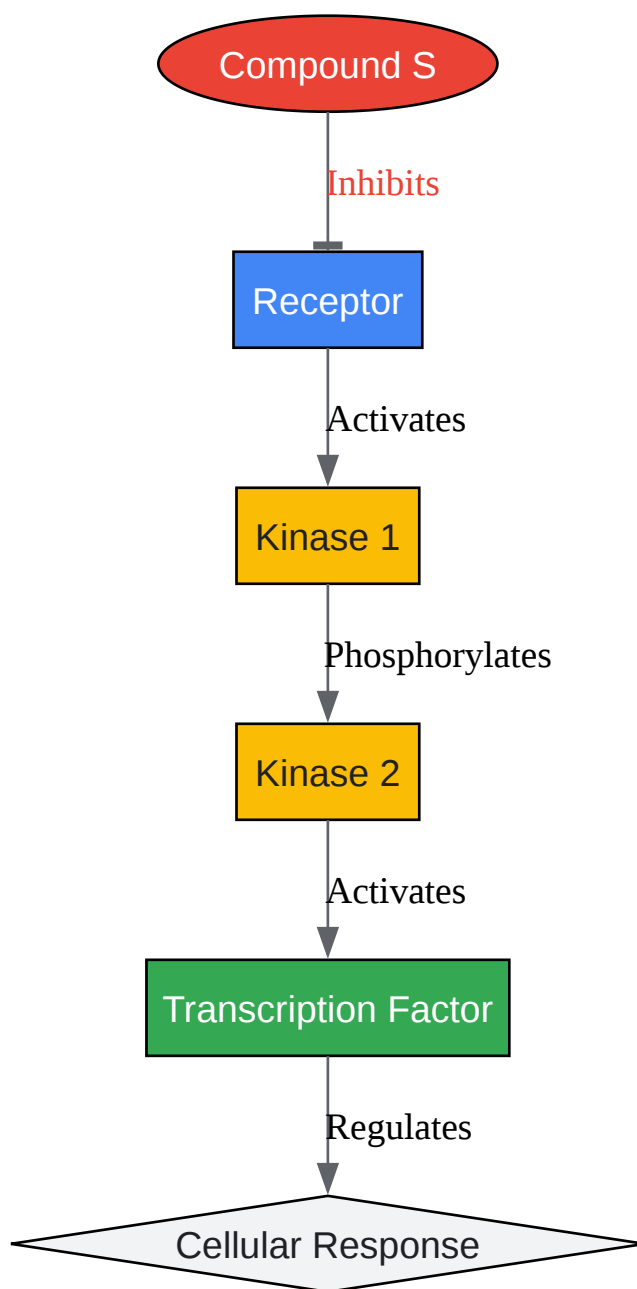 Compound S
Inhibits
Receptor
Activates
Kinase 1
Phosphorylates
Kinase 2
Activates
Transcription Factor
Regulates
Cellular Response